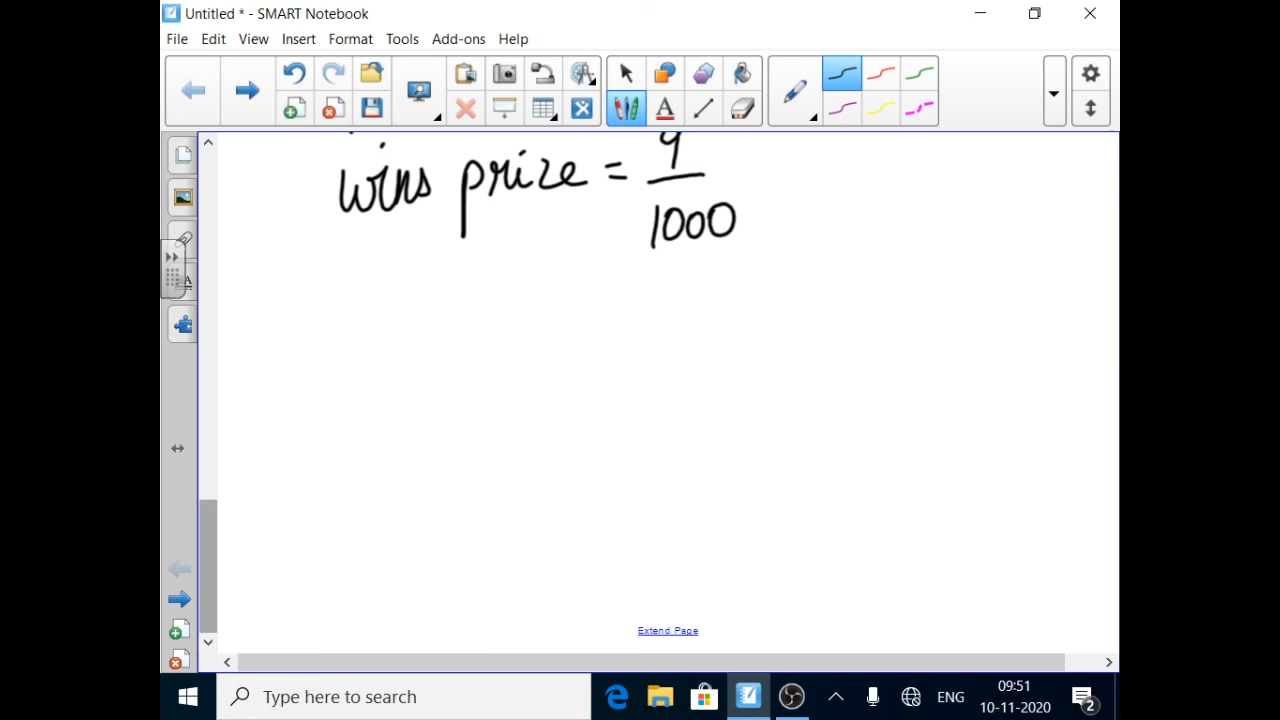 Untitled * - SMART Notebook
File Edit View Insert Format Tools Add-ons Help
wins prize =
1000
Extend Page
Type here to search
ENG
09:51
10-11-2020
2